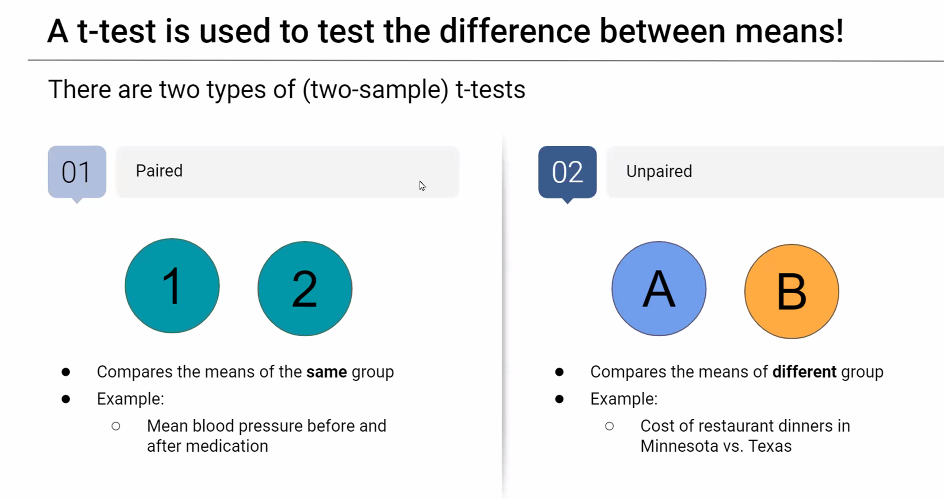 A t-test is used to test the difference between means!
There are two types of (two-sample) t-tests
01
Paired
1
2
● Compares the means of the same group
● Example:
○ Mean blood pressure before and
after medication
02
Unpaired
A
B
● Compares the means of different group
● Example:
○ Cost of restaurant dinners in
Minnesota vs. Texas